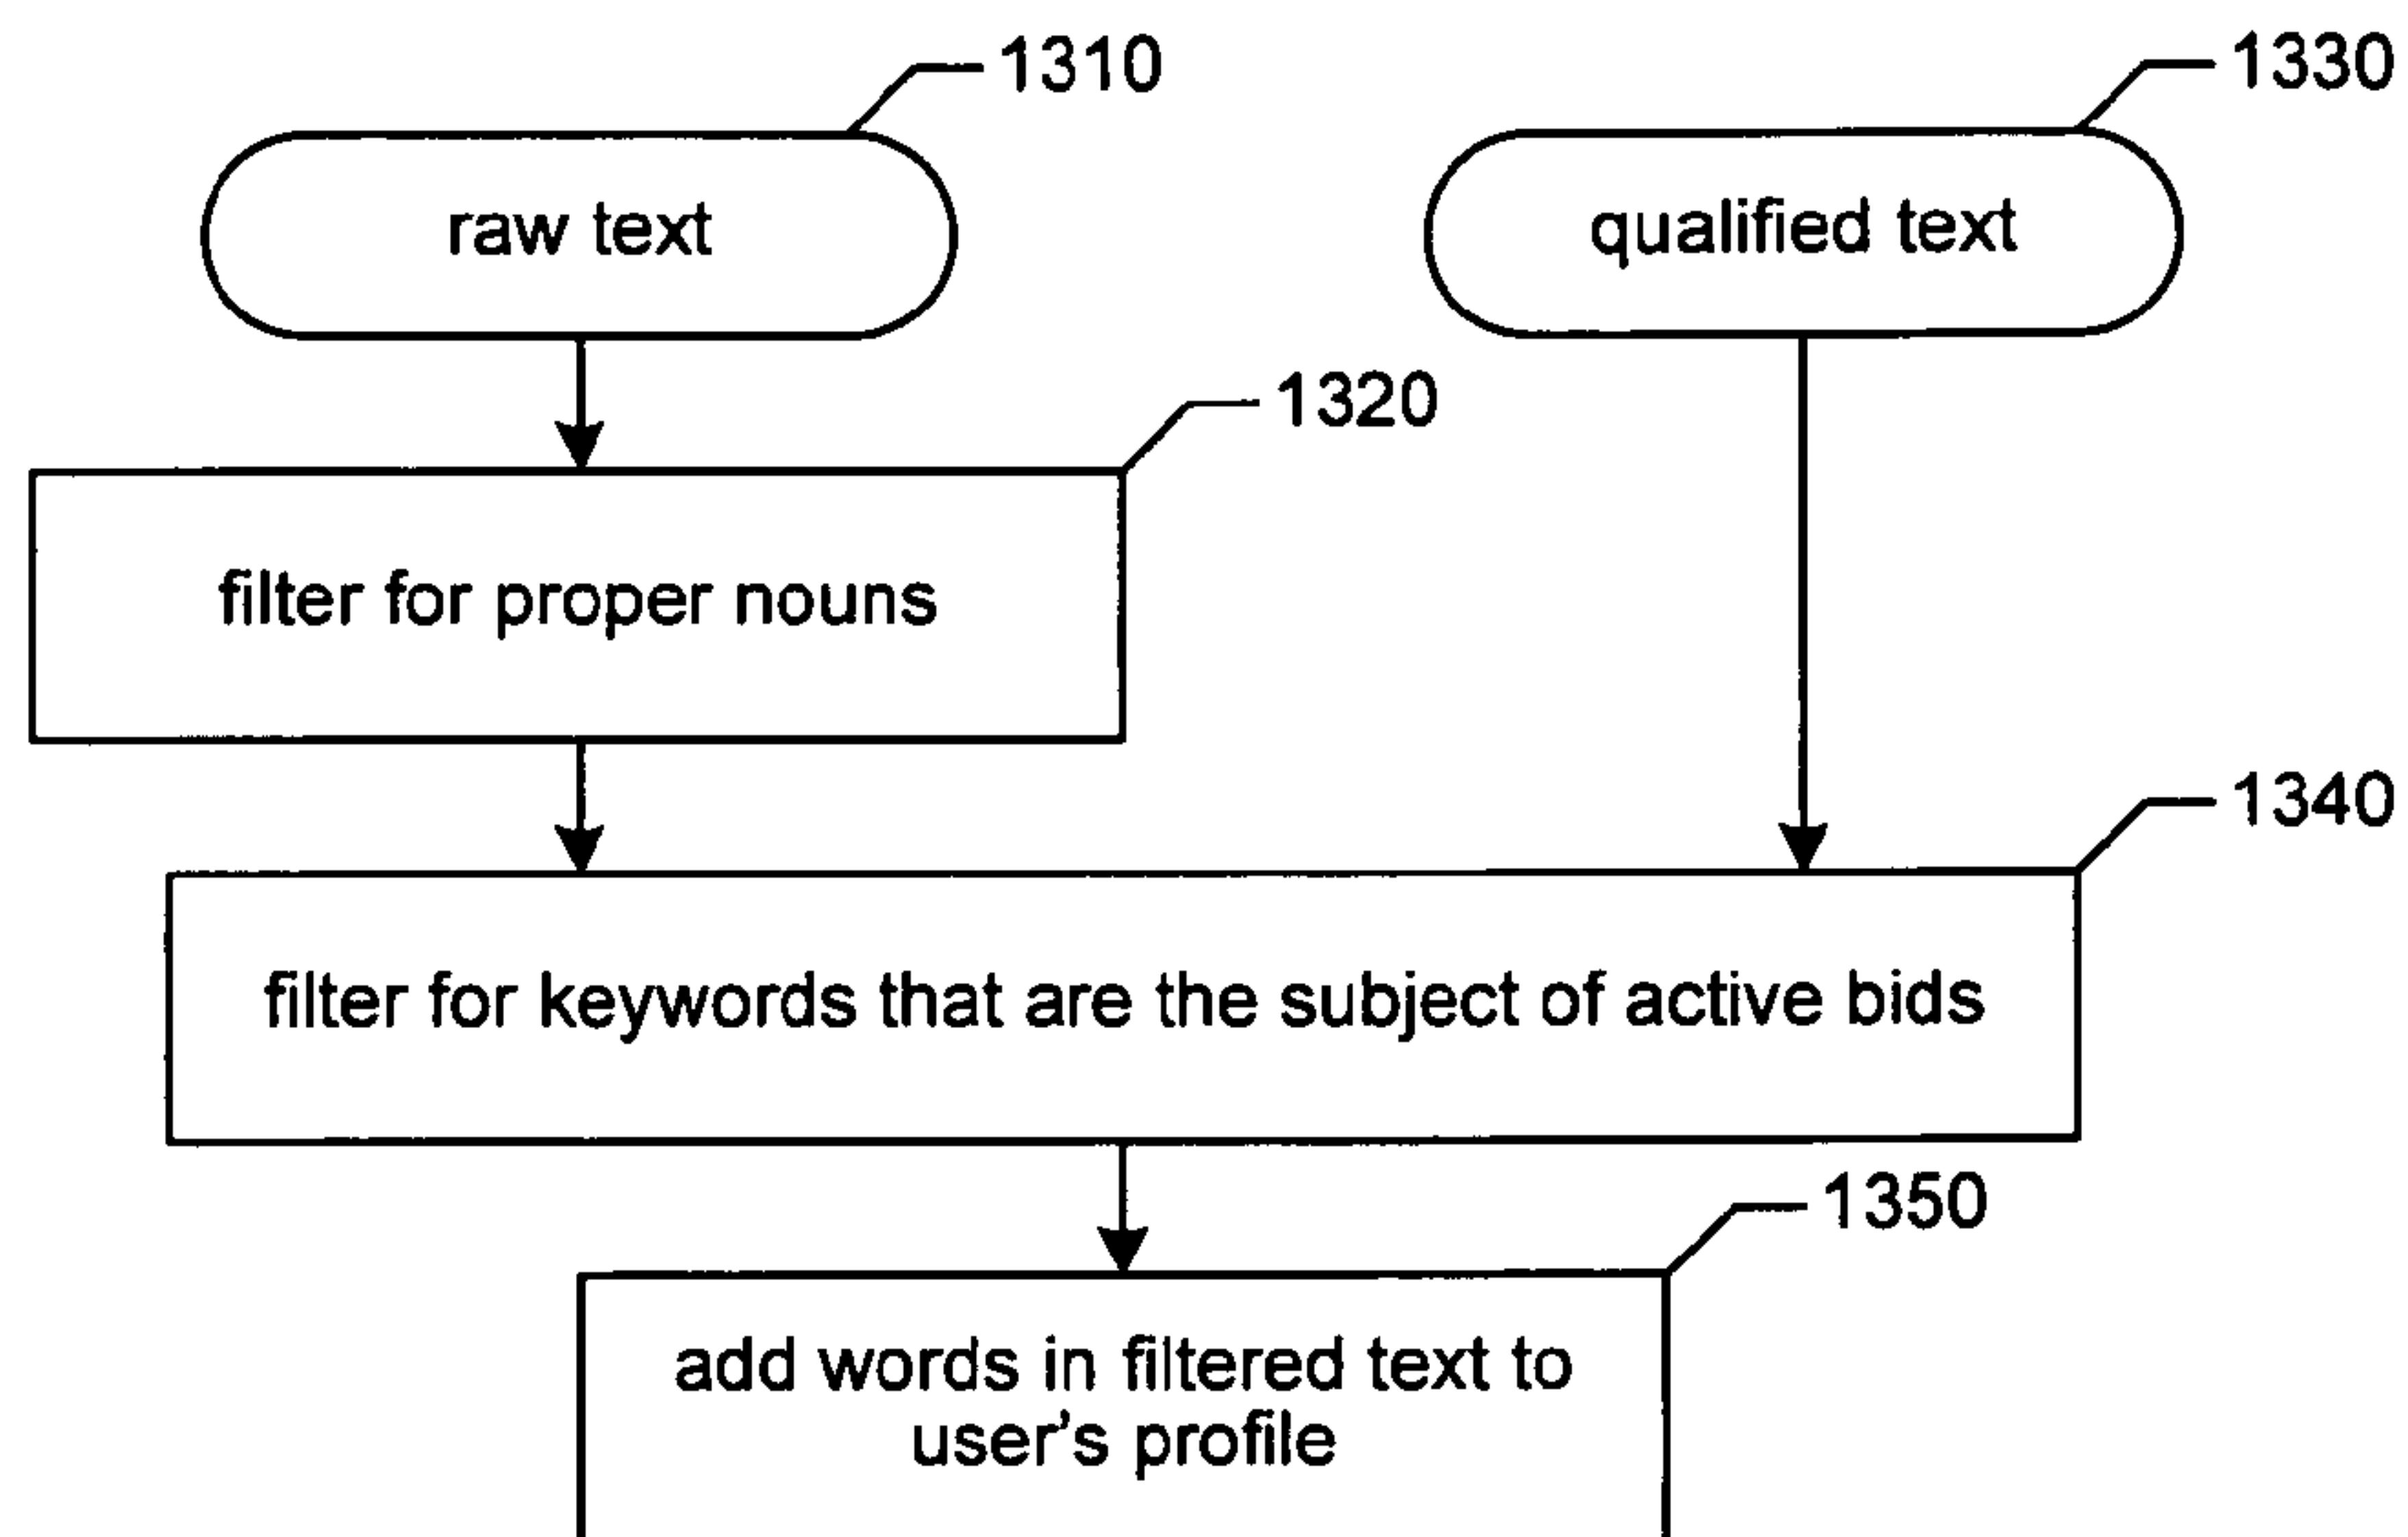 1310
1330
raw text
qualified text
1320
filter for proper nouns
1340
filter for keywords that are the subject of active bids
1350
add words in filtered text to
user's profile